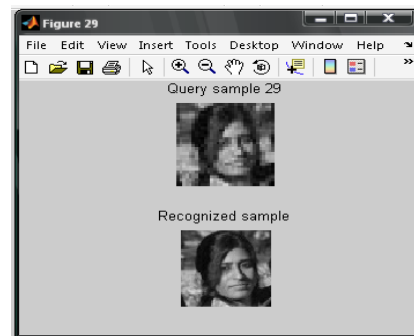 Figure 29
File Edit View Insert Tools Desktop Window Help
Query sample 29
Recognized sample